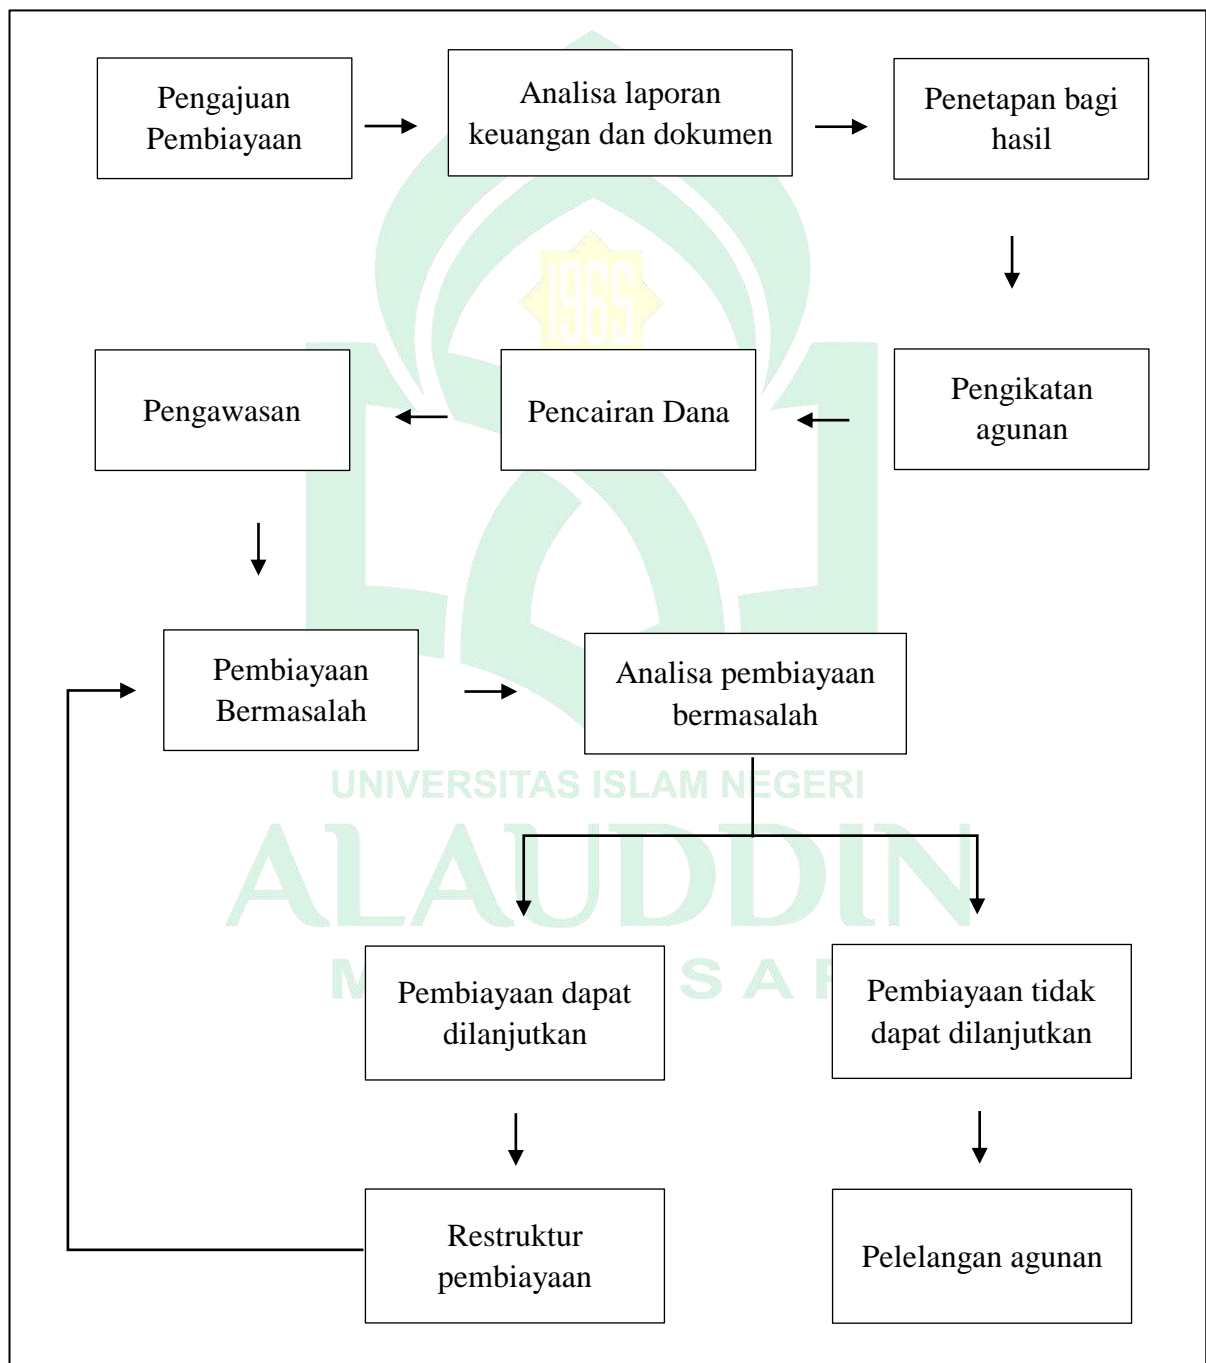 Pengajuan
Pembiayaan
Analisa laporan
keuangan dan dokumen
Penetapan bagi
hasil
1965
Pengawasan
Pencairan Dana
Pengikatan
agunan
Pembiayaan
Bermasalah
Analisa pembiayaan
bermasalah
UNIVERSITAS ISLAM NEGERI
ALAUDDIN
Pembiayaan dapat
dilanjutkan
Pembiayaan tidak
dapat dilanjutkan
Restruktur
pembiayaan
Pelelangan agunan